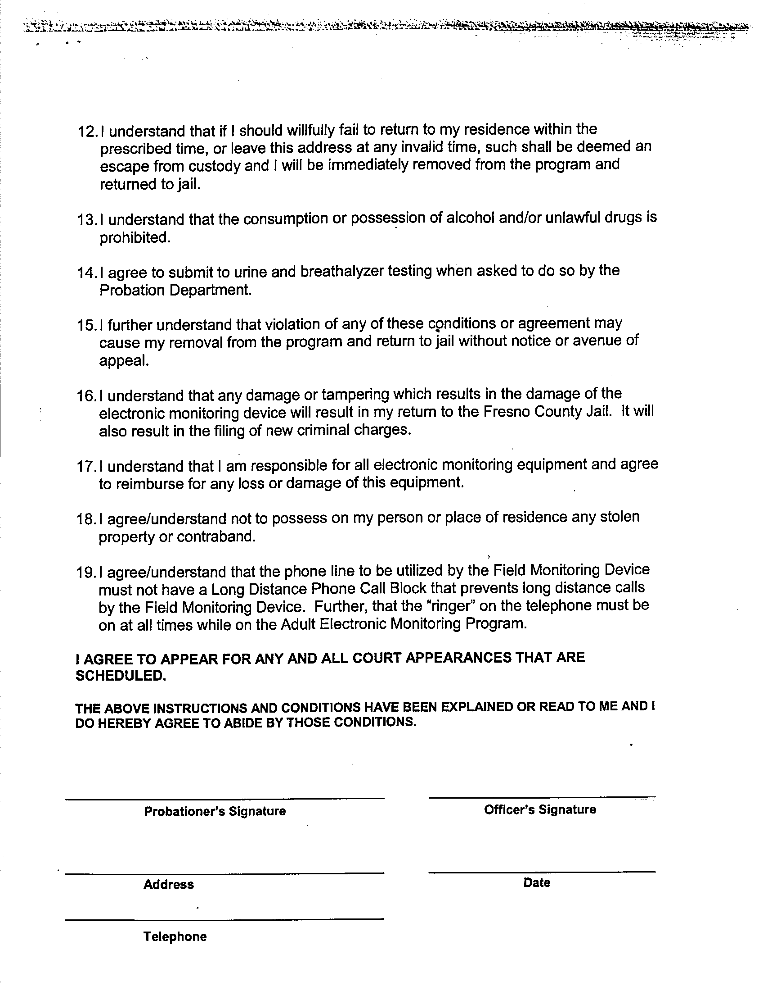 12. I understand that if I should willfully fail to return to my residence within the
prescribed time, or leave this address at any invalid time, such shall be deemed an
escape from custody and I will be immediately removed from the program and
returned to jail.
13. I understand that the consumption or possession of alcohol and/or unlawful drugs is
prohibited.
14. I agree to submit to urine and breathalyzer testing when asked to do so by the
Probation Department.
15. I further understand that violation of any of these conditions or agreement may
cause my removal from the program and return to jail without notice or avenue of
appeal.
16. I understand that any damage or tampering which results in the damage of the
electronic monitoring device will result in my return to the Fresno County Jail.  It will
also result in the filing of new criminal charges.
17. I understand that I am responsible for all electronic monitoring equipment and agree
to reimburse for any loss or damage of this equipment.
18. I agree/understand not to possess on my person or place of residence any stolen
property or contraband.
19. I agree/understand that the phone line to be utilized by the Field Monitoring Device
must not have a Long Distance Phone Call Block that prevents long distance calls
by the Field Monitoring Device.  Further, that the "ringer" on the telephone must be
on at all times while on the Adult Electronic Monitoring Program.
I AGREE TO APPEAR FOR ANY AND ALL COURT APPEARANCES THAT ARE
SCHEDULED.
THE ABOVE INSTRUCTIONS AND CONDITIONS HAVE BEEN EXPLAINED OR READ TO ME AND I
DO HEREBY AGREE TO ABIDE BY THOSE CONDITIONS.
Probationer's Signature
Officer's Signature
Address
Date
Telephone